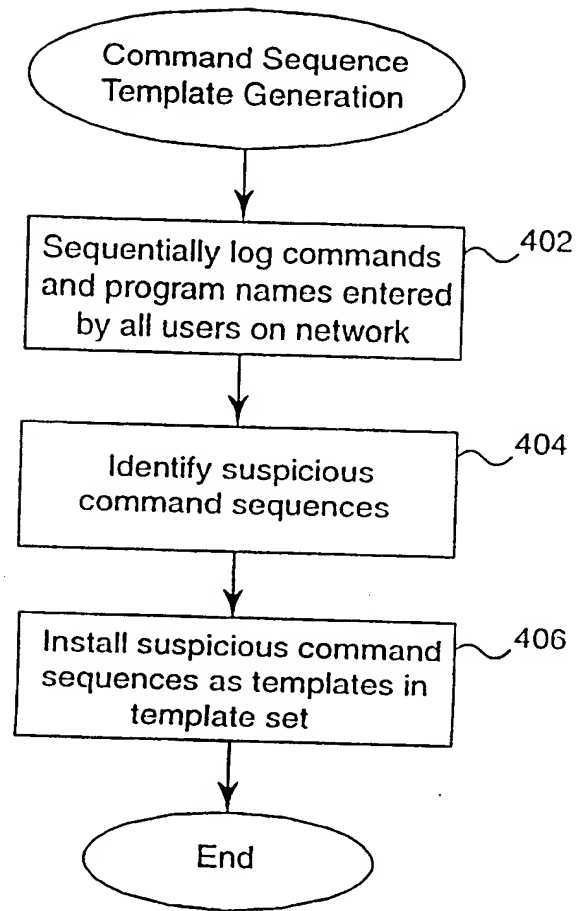 Command Sequence
Template Generation
Sequentially log commands
and program names entered
by all users on network
402
Identify suspicious
command sequences
404
Install suspicious command
sequences as templates in
template set
406
End